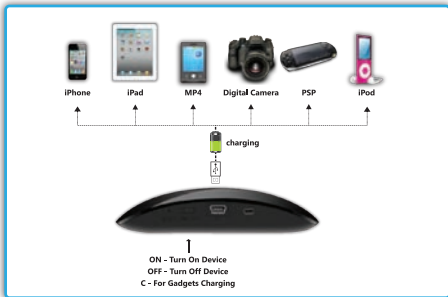 iPhone iPad MP4 Digital Camera PSP iPod
charging
ON - Turn On Device
OFF - Turn Off Device
C - For Gadgets Charging